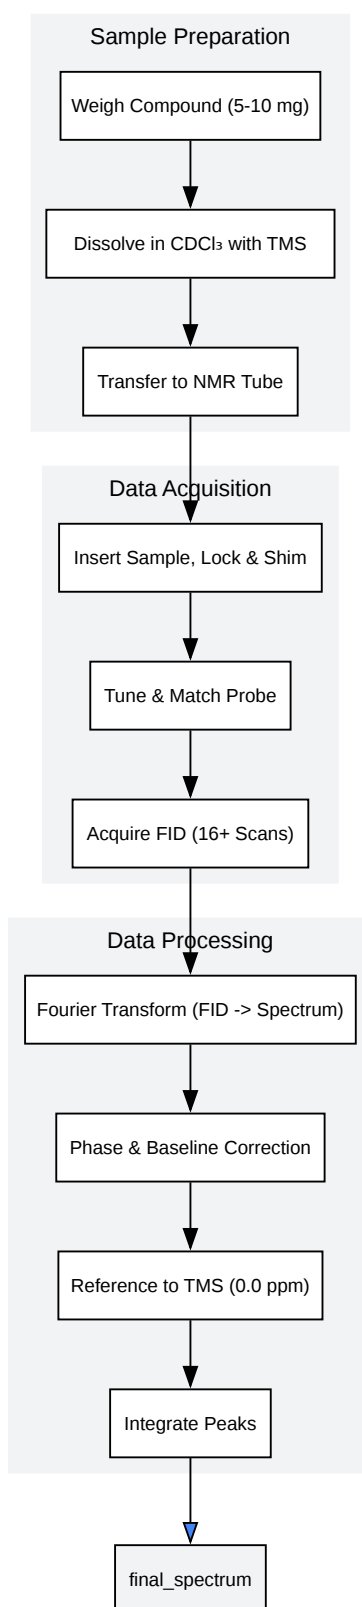 Sample Preparation
Weigh Compound (5-10 mg)
Dissolve in CDCl₃ with TMS
Transfer to NMR Tube
Data Acquisition
Insert Sample, Lock & Shim
Tune & Match Probe
Acquire FID (16+ Scans)
Data Processing
Fourier Transform (FID -> Spectrum)
Phase & Baseline Correction
Reference to TMS (0.0 ppm)
Integrate Peaks
final_spectrum